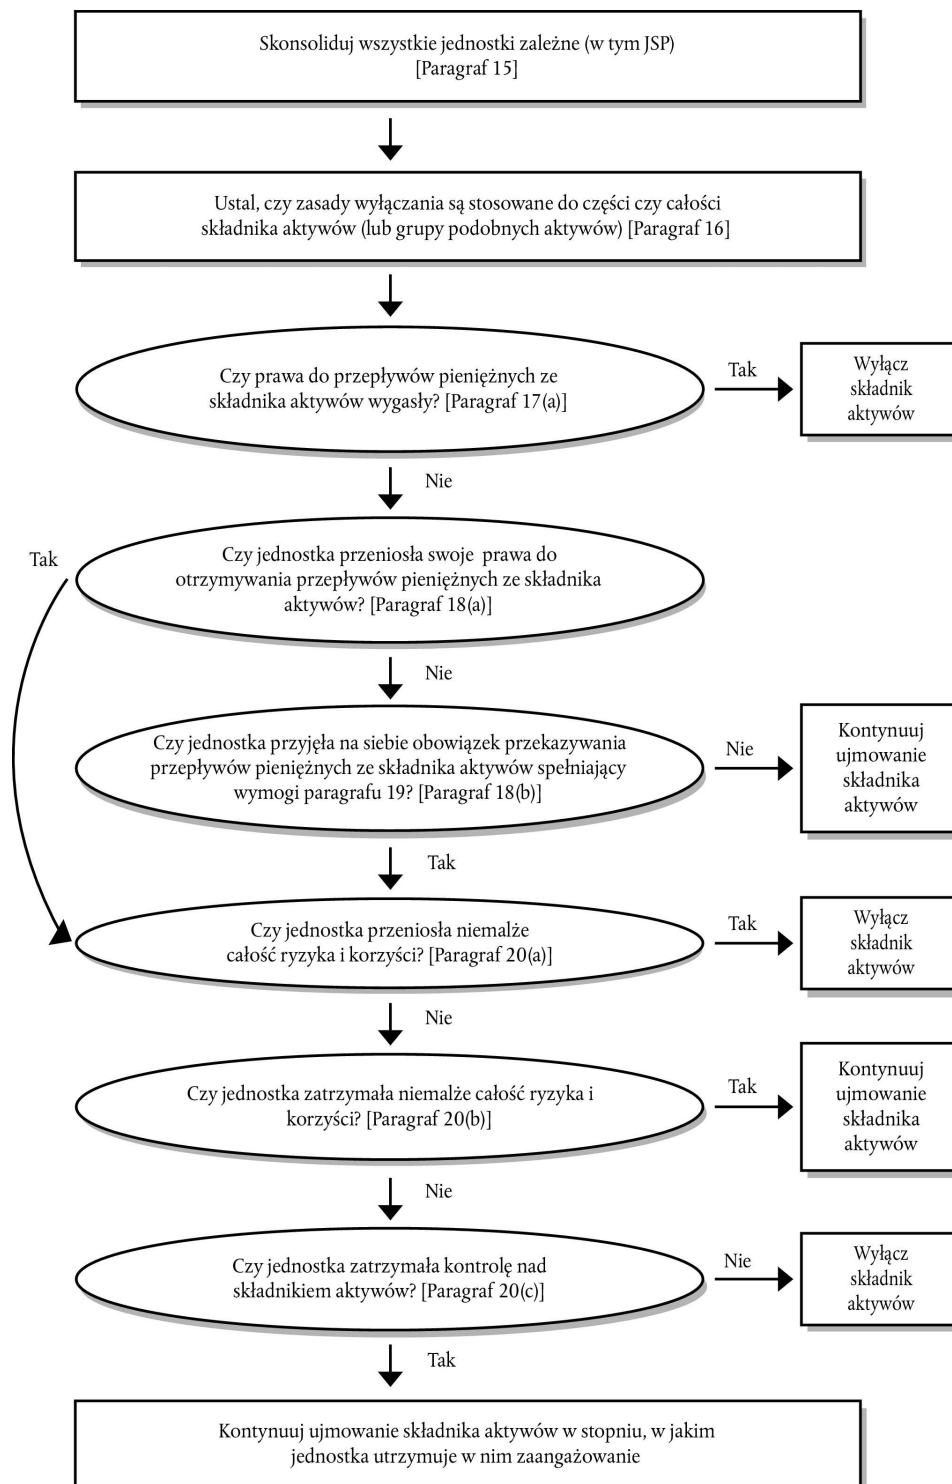 Skonsoliduj wszystkie jednostki zależne (w tym JSP)
[Paragraf 15]
Ustal, czy zasady wyłączania są stosowane do części czy całości
składnika aktywów (lub grupy podobnych aktywów) [Paragraf 16]
Czy prawa do przepływów pieniężnych ze
składnika aktywów wygasły? [Paragraf 17(a)]
Tak
Wyłącz
składnik
aktywów
Nie
Tak
Czy jednostka przeniosła swoje prawa do
otrzymywania przepływów pieniężnych ze składnika
aktywów? [Paragraf 18(a)]
Nie
Czy jednostka przyjęła na siebie obowiązek przekazywania
przepływów pieniężnych ze składnika aktywów spełniający
wymogi paragrafu 19? [Paragraf 18(b)]
Nie
Kontynuuj
ujmowanie
składnika
aktywów
Tak
Czy jednostka przeniosła niemalże
całość ryzyka i korzyści? [Paragraf 20(a)]
Tak
Wyłącz
składnik
aktywów
Nie
Czy jednostka zatrzymała niemalże całość ryzyka i
korzyści? [Paragraf 20(b)]
Tak
Kontynuuj
ujmowanie
składnika
aktywów
Nie
Czy jednostka zatrzymała kontrolę nad
składnikiem aktywów? [Paragraf 20(c)]
Nie
Wyłącz
składnik
aktywów
Tak
Kontynuuj ujmowanie składnika aktywów w stopniu, w jakim
jednostka utrzymuje w nim zaangażowanie